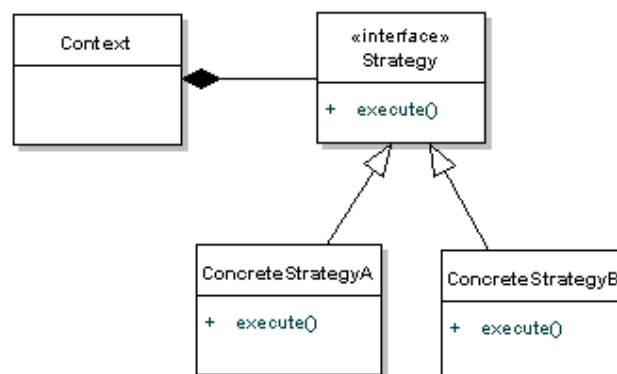 Context
«interface»
Strategy
+ execute()
ConcreteStrategyA
+ execute()
ConcreteStrategyB
+ execute()